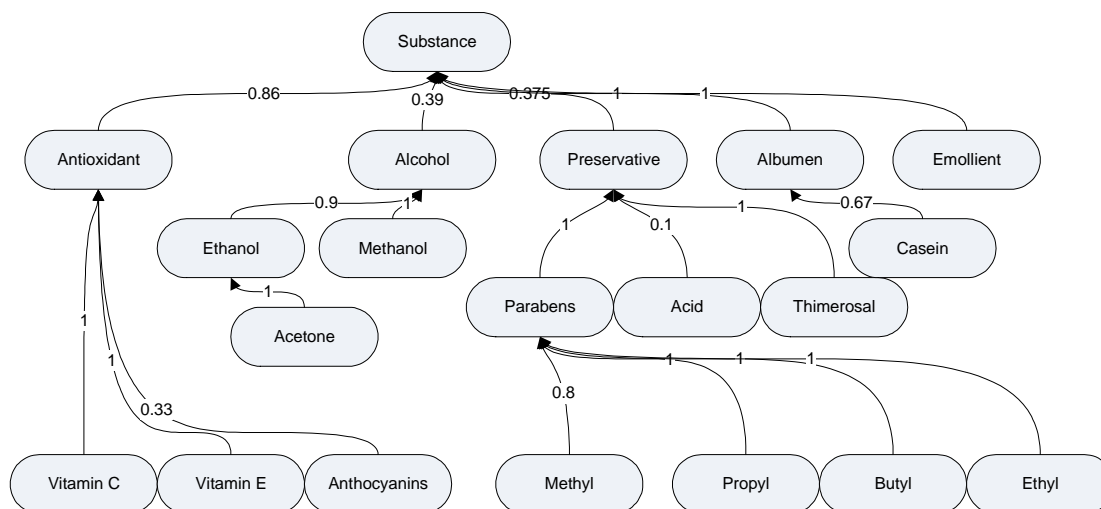 Substance
0.86
0.39
0.375
1
1
Antioxidant
Alcohol
Preservative
Albumen
Emollient
0.9
1
1
0.1
1
0.67
Ethanol
Methanol
Casein
1
Parabens
Acid
Thimerosal
1
Acetone
1
0.33
0.8
1
1
1
Vitamin C
Vitamin E
Anthocyanins
Methyl
Propyl
Butyl
Ethyl